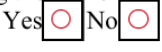 Yes ○ No ○